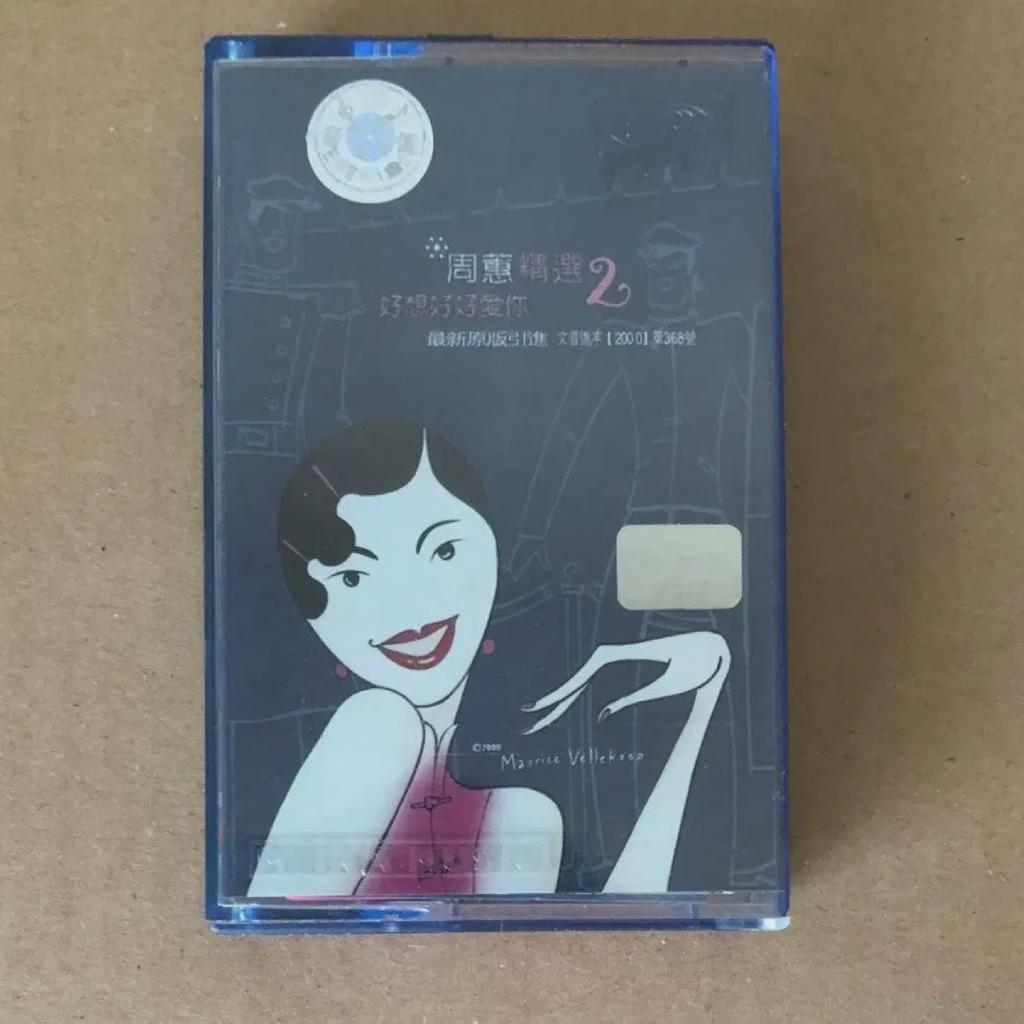 周蕙 精選 2
好想好好愛你
最新原版引進 文音進字【2000】第368號
©2000
Maurice Vellekoop